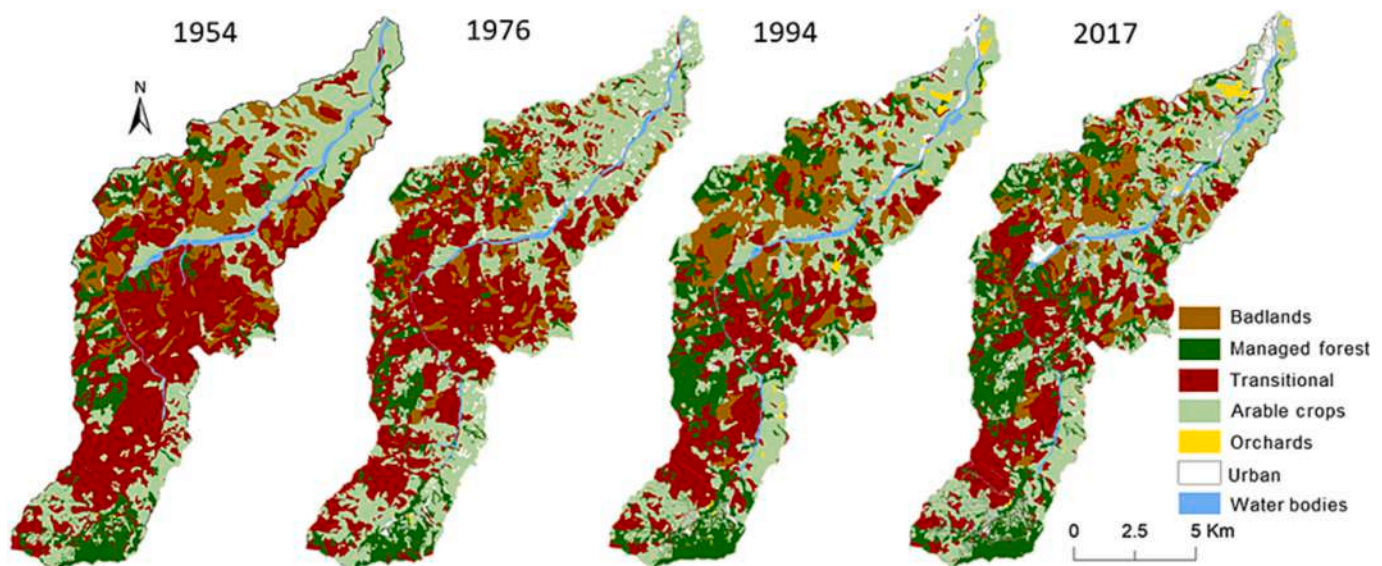 1954
1976
1994
2017
N
Badlands
Managed forest
Transitional
Arable crops
Orchards
Urban
Water bodies
0 2.5 5 Km